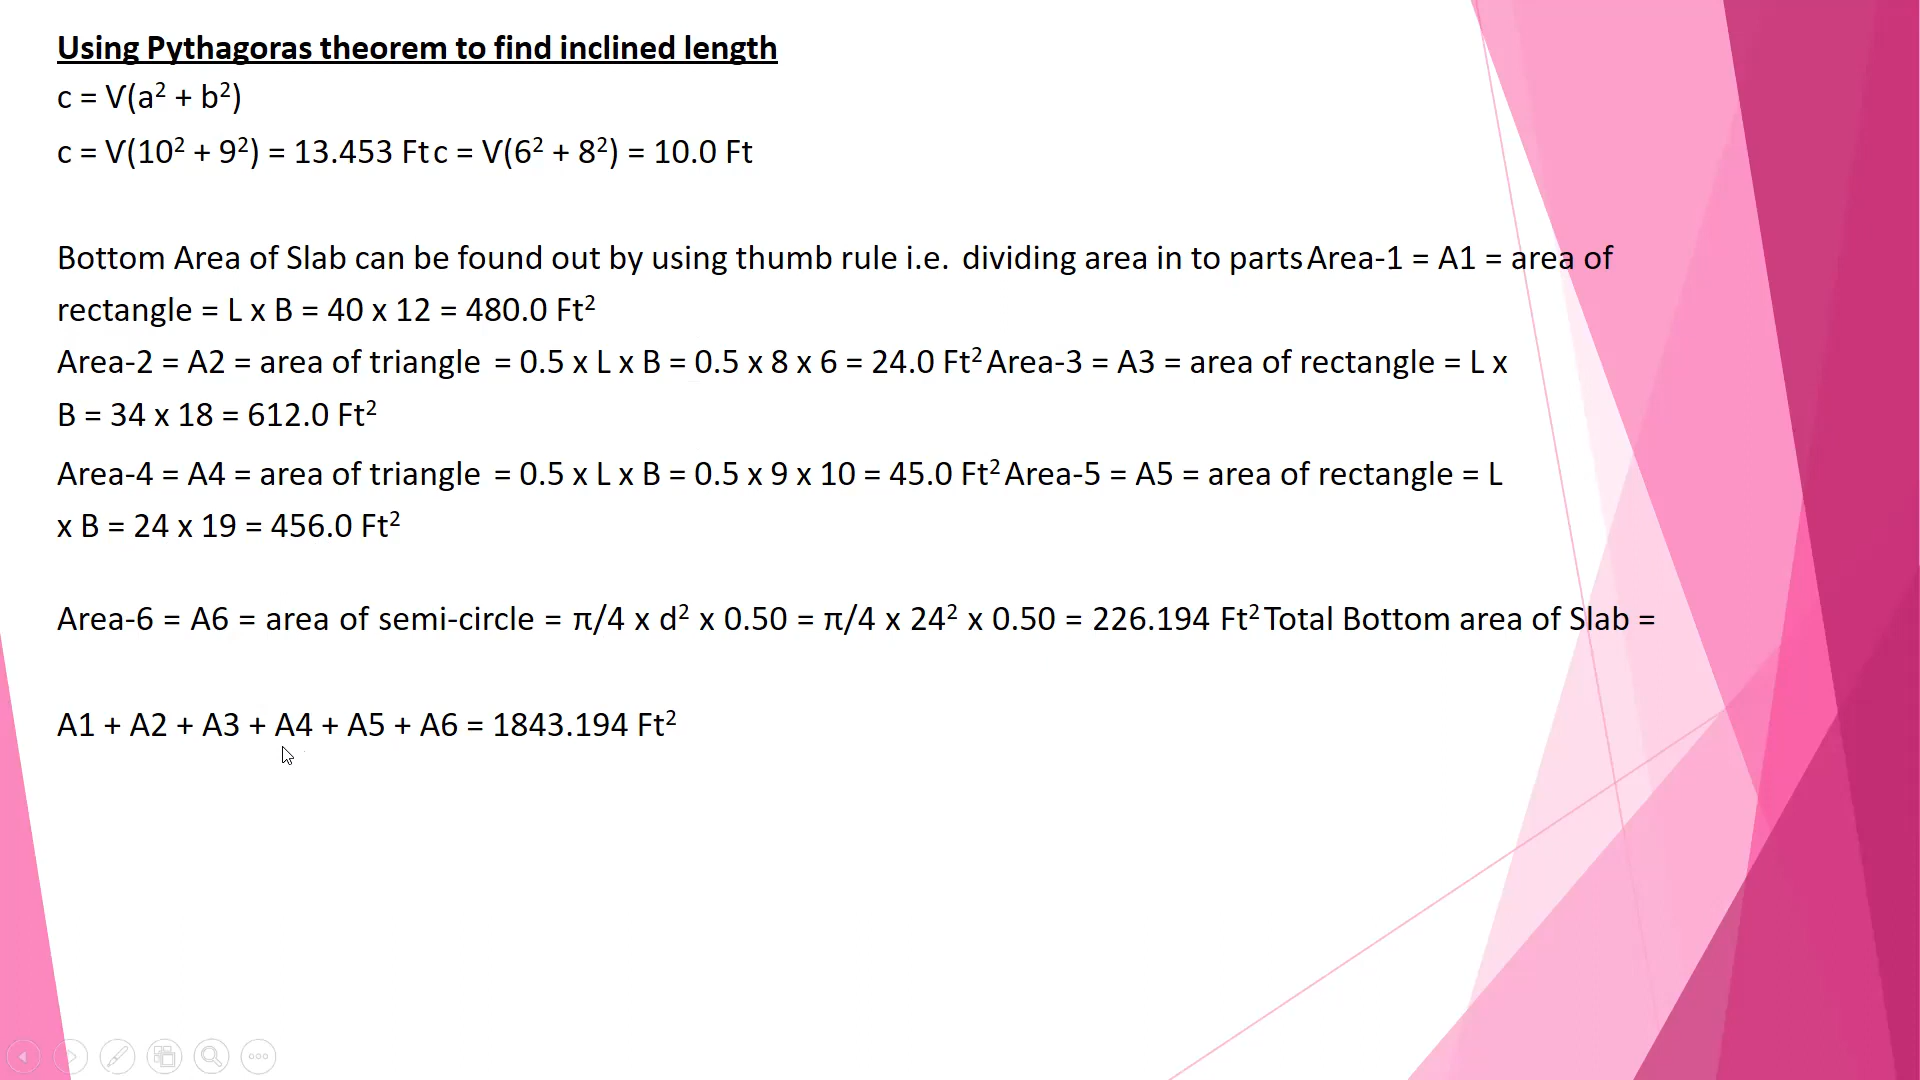 Using Pythagoras theorem to find inclined length
c = √(a² + b²)
c = √(10² + 9²) = 13.453 Ft c = √(6² + 8²) = 10.0 Ft
Bottom Area of Slab can be found out by using thumb rule i.e. dividing area in to parts Area-1 = A1 = area of
rectangle = L x B = 40 x 12 = 480.0 Ft²
Area-2 = A2 = area of triangle = 0.5 x L x B = 0.5 x 8 x 6 = 24.0 Ft² Area-3 = A3 = area of rectangle = L x
B = 34 x 18 = 612.0 Ft²
Area-4 = A4 = area of triangle = 0.5 x L x B = 0.5 x 9 x 10 = 45.0 Ft² Area-5 = A5 = area of rectangle = L
x B = 24 x 19 = 456.0 Ft²
Area-6 = A6 = area of semi-circle = π/4 x d² x 0.50 = π/4 x 24² x 0.50 = 226.194 Ft² Total Bottom area of Slab =
A1 + A2 + A3 + A4 + A5 + A6 = 1843.194 Ft²